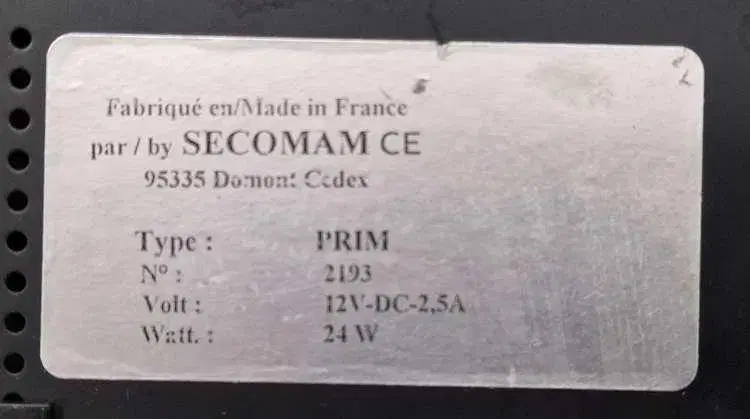 Fabriqué en/Made in France
par / by SECOMAM CE
95335 Domont Cedex
Type : PRIM
Nº : 2193
Volt : 12V-DC-2,5A
Watt. : 24 W